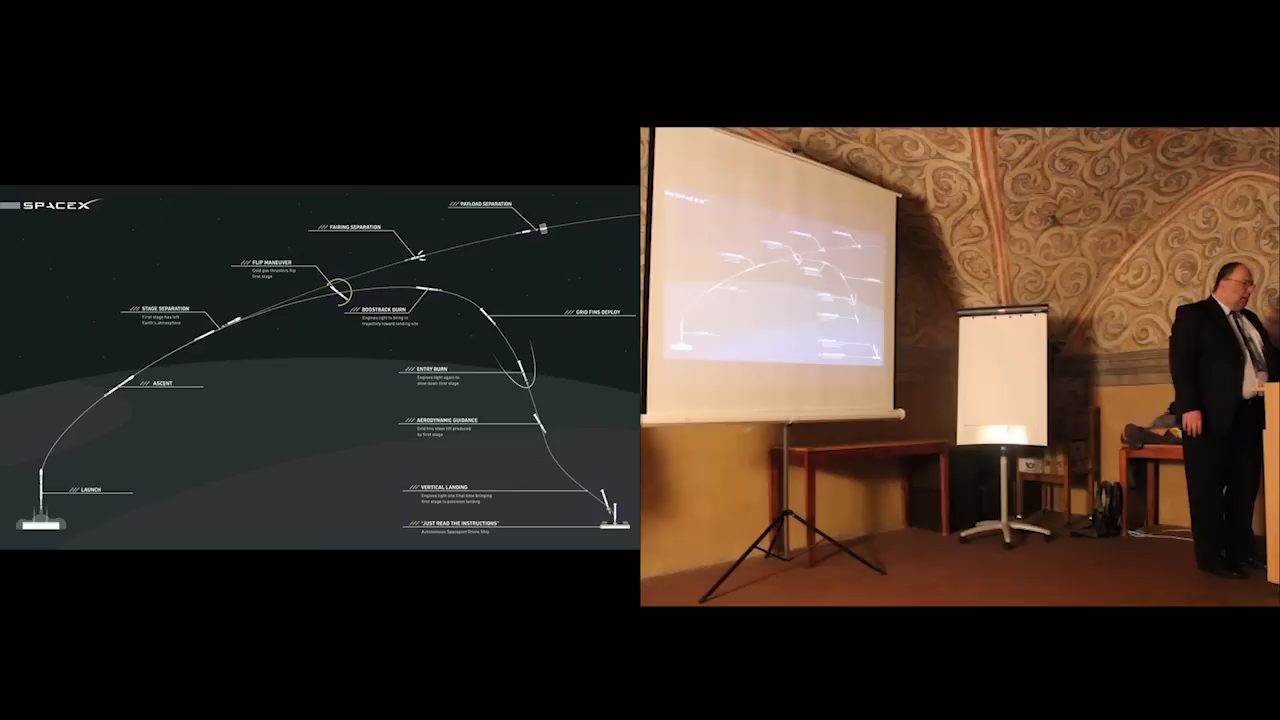 SPACEX
/// PAYLOAD SEPARATION
/// FAIRING SEPARATION
/// FLIP MANEUVER
Cold gas thrusters flip
first stage
/// STAGE SEPARATION
First stage has left
Earth's atmosphere
/// BOOSTBACK BURN
Engines light to bring in
trajectory toward landing site
/// GRID FINS DEPLOY
/// ENTRY BURN
Engines light again to
slow down first stage
/// ASCENT
/// AERODYNAMIC GUIDANCE
Grid fins steer lift produced
by first stage
/// VERTICAL LANDING
Engines light one final time bringing
first stage to precision landing
/// LAUNCH
/// "JUST READ THE INSTRUCTIONS"
Autonomous Spaceport Drone Ship